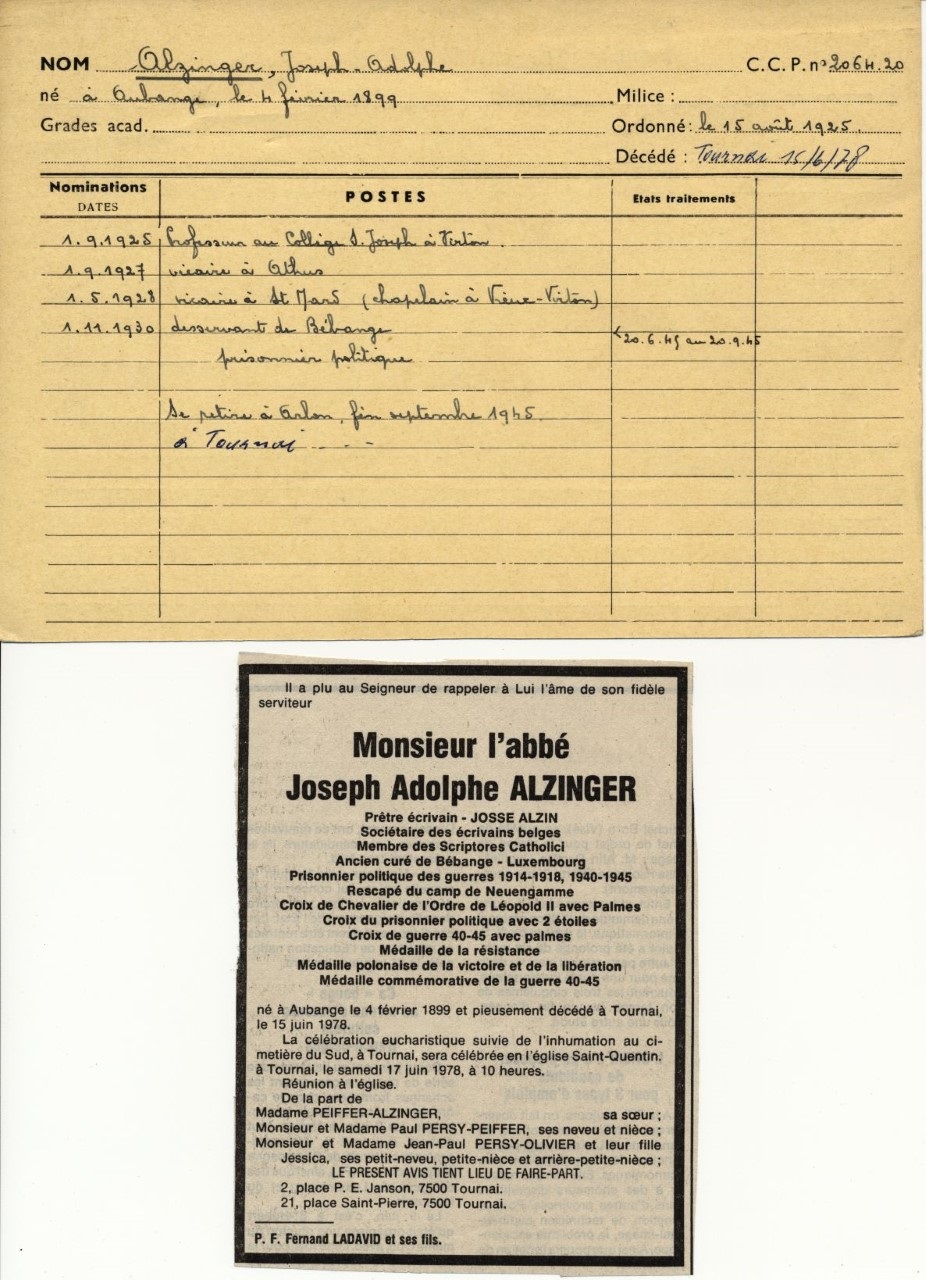 NOM Alzinger, Joseph-Adolphe C.C.P. n° 2064.20
né à Aubange, le 4 février 1899 Milice :
Grades acad. Ordonné : le 15 août 1925.
Décédé : Tournai 15/6/78
Nominations DATES POSTES Etats traitements
1.9.1925 Professeur au Collège S. Joseph à Virton.
1.9.1927 vicaire à Athus
1.5.1928 vicaire à St Mard (chapelain à Vieux-Virton)
1.11.1930 desservant de Bébange
20.6.45 au 20.9.45
prisonnier politique
Se retire à Arlon, fin septembre 1945.
à Tournai - - -
Il a plu au Seigneur de rappeler à Lui l'âme de son fidèle
serviteur
Monsieur l'abbé
Joseph Adolphe ALZINGER
Prêtre écrivain - JOSSE ALZIN
Sociétaire des écrivains belges
Membre des Scriptores Catholici
Ancien curé de Bébange - Luxembourg
Prisonnier politique des guerres 1914-1918, 1940-1945
Rescapé du camp de Neuengamme
Croix de Chevalier de l'Ordre de Léopold II avec Palmes
Croix du prisonnier politique avec 2 étoiles
Croix de guerre 40-45 avec palmes
Médaille de la résistance
Médaille polonaise de la victoire et de la libération
Médaille commémorative de la guerre 40-45
né à Aubange le 4 février 1899 et pieusement décédé à Tournai,
le 15 juin 1978.
La célébration eucharistique suivie de l'inhumation au ci-
metière du Sud, à Tournai, sera célébrée en l'église Saint-Quentin,
à Tournai, le samedi 17 juin 1978, à 10 heures.
Réunion à l'église.
De la part de
Madame PEIFFER-ALZINGER, sa sœur ;
Monsieur et Madame Paul PERSY-PEIFFER, ses neveu et nièce ;
Monsieur et Madame Jean-Paul PERSY-OLIVIER et leur fille
Jessica, ses petit-neveu, petite-nièce et arrière-petite-nièce ;
LE PRESENT AVIS TIENT LIEU DE FAIRE-PART.
2, place P. E. Janson, 7500 Tournai.
21, place Saint-Pierre, 7500 Tournai.
P. F. Fernand LADAVID et ses fils.